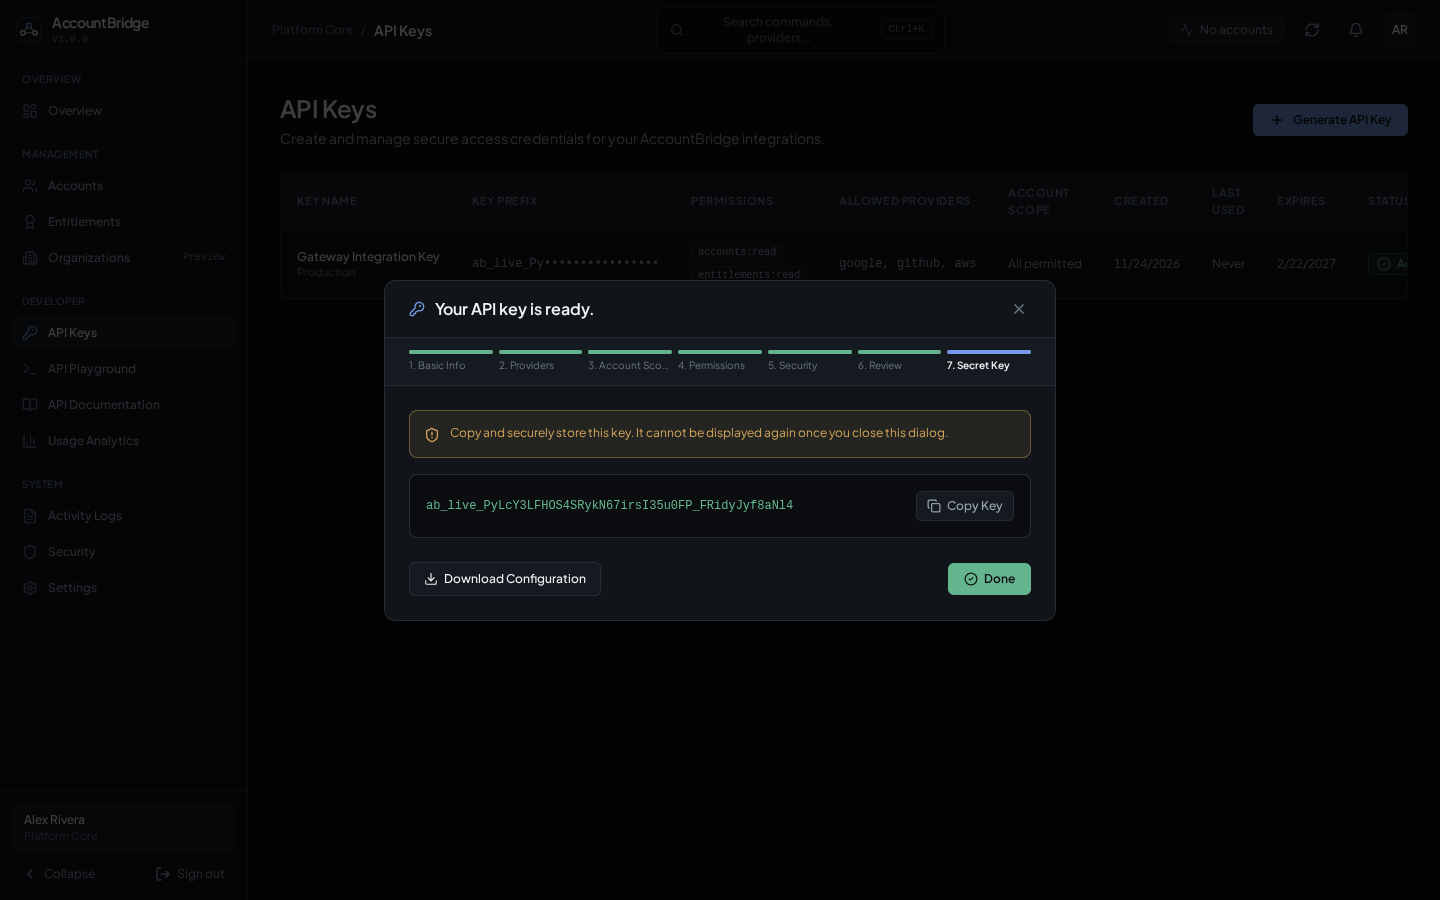 AccountBridge
v1.0.0
Platform Core / API Keys
Search commands, providers...
Ctrl+K
No accounts
AR
OVERVIEW
Overview
MANAGEMENT
Accounts
Entitlements
Organizations
Preview
DEVELOPER
API Keys
API Playground
API Documentation
Usage Analytics
SYSTEM
Activity Logs
Security
Settings
Alex Rivera
Platform Core
Collapse
Sign out
API Keys
Create and manage secure access credentials for your AccountBridge integrations.
Generate API Key
KEY NAME
KEY PREFIX
PERMISSIONS
ALLOWED PROVIDERS
ACCOUNT SCOPE
CREATED
LAST USED
EXPIRES
STATUS
Gateway Integration Key
Production
ab_live_Py••••••••••••••••
accounts:read
entitlements:read
google, github, aws
All permitted
11/24/2026
Never
2/22/2027
Your API key is ready.
1. Basic Info
2. Providers
3. Account Sco...
4. Permissions
5. Security
6. Review
7. Secret Key
Copy and securely store this key. It cannot be displayed again once you close this dialog.
ab_live_PyLcY3LFHOS4SRykN67irsI35u0FP_FRidyJyf8aNl4
Copy Key
Download Configuration
Done